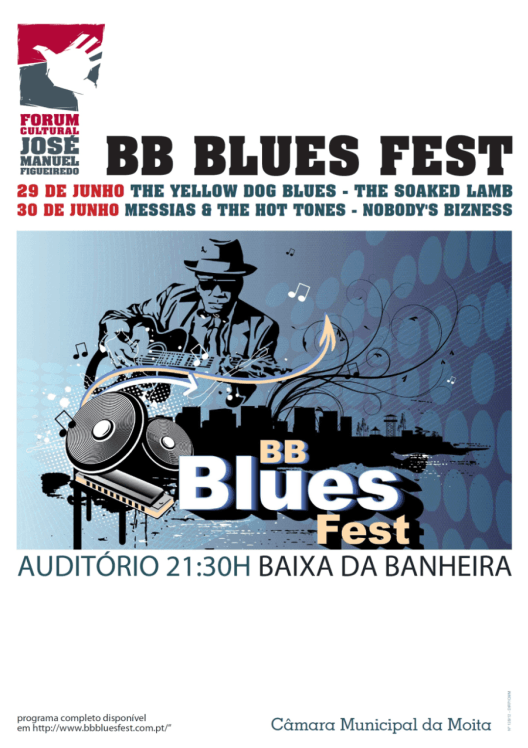 FORUM
CULTURAL
JOSÉ
MANUEL
FIGUEIREDO
BB BLUES FEST
29 DE JUNHO THE YELLOW DOG BLUES - THE SOAKED LAMB
30 DE JUNHO MESSIAS & THE HOT TONES - NOBODY'S BIZNESS
BB
Blues
Fest
AUDITÓRIO 21:30H BAIXA DA BANHEIRA
programa completo disponível
em http://www.bbbluesfest.com.pt/"
Câmara Municipal da Moita